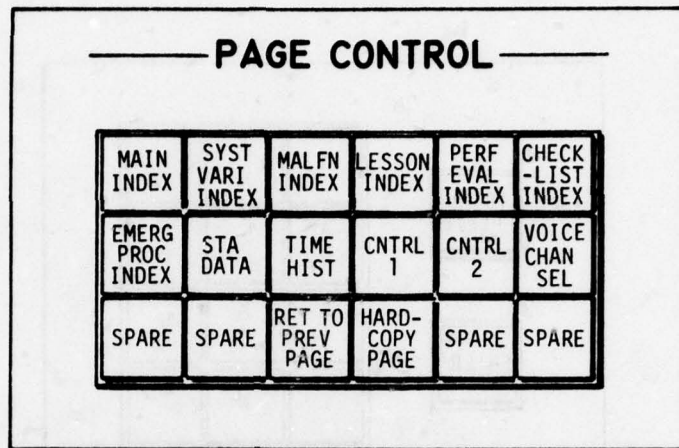 PAGE CONTROL
MAIN
INDEX
SYST
VARI
INDEX
MALFN
INDEX
LESSON
INDEX
PERF
EVAL
INDEX
CHECK
-LIST
INDEX
EMERG
PROC
INDEX
STA
DATA
TIME
HIST
CNTRL
1
CNTRL
2
VOICE
CHAN
SEL
SPARE
SPARE
RET TO
PREV
PAGE
HARD-
COPY
PAGE
SPARE
SPARE